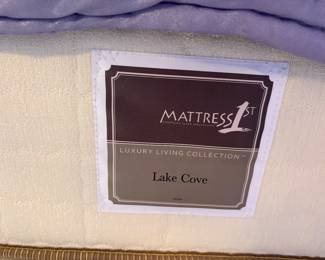 MATTRESS 1ST
LUXURY LIVING COLLECTION™
Lake Cove